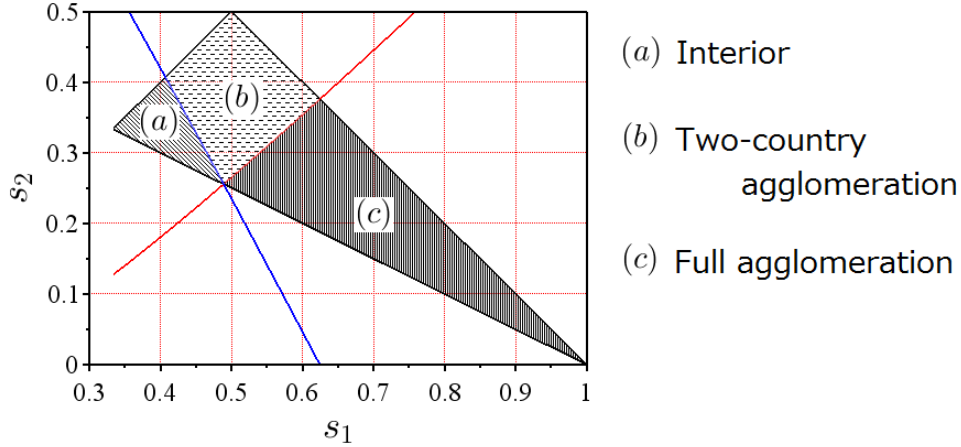 0.5
0.4
0.3
0.2
0.1
0
s2
0.3 0.4 0.5 0.6 0.7 0.8 0.9 1
s1
(a)
(b)
(c)
(a) Interior
(b) Two-country
agglomeration
(c) Full agglomeration